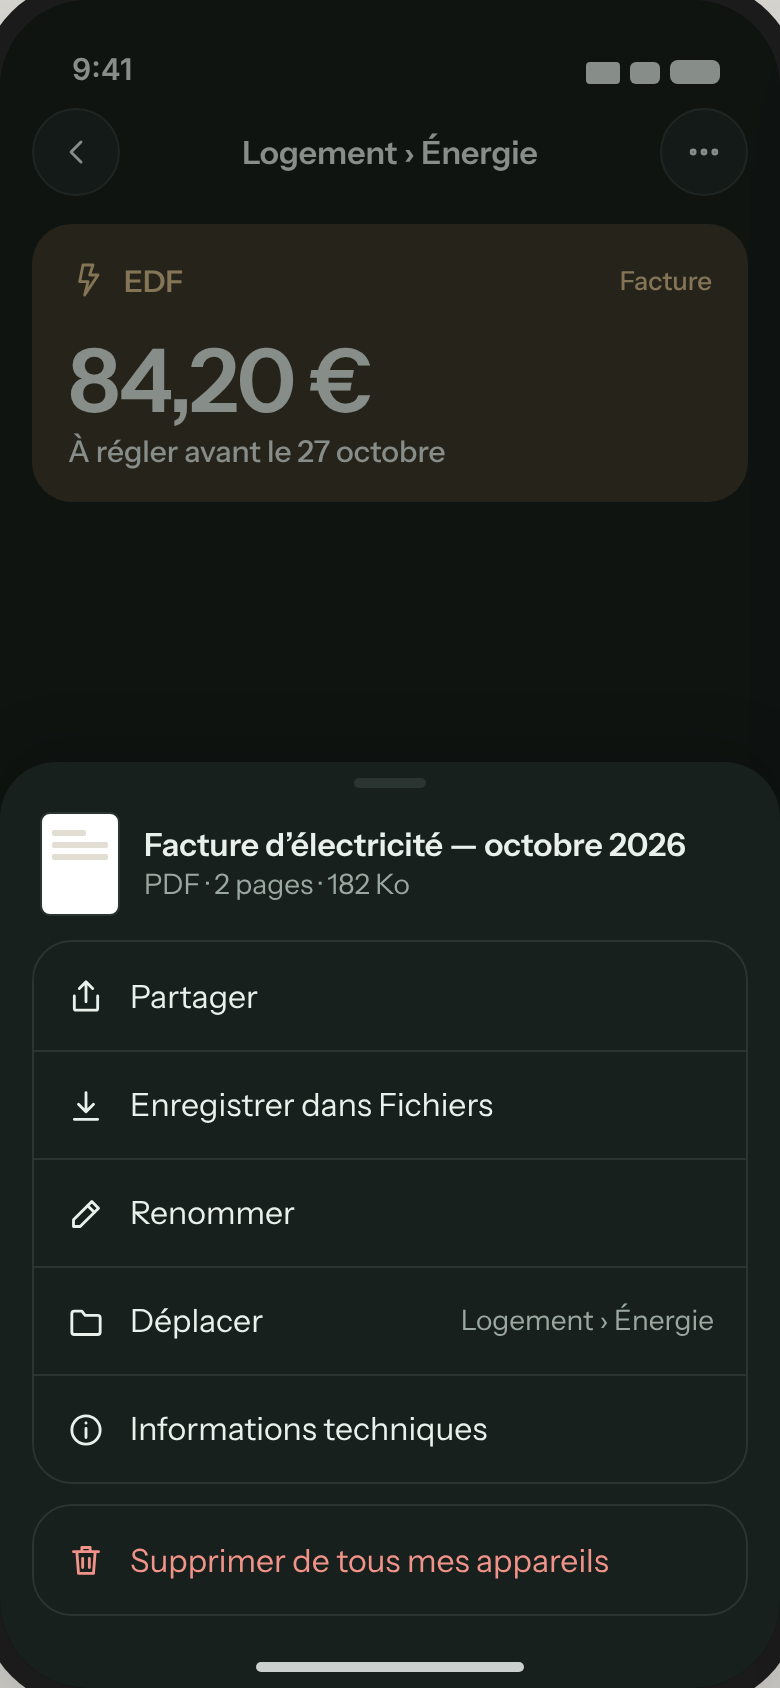 9:41
Logement › Énergie
EDF
Facture
84,20 €
À régler avant le 27 octobre
Facture d’électricité — octobre 2026
PDF · 2 pages · 182 Ko
Partager
Enregistrer dans Fichiers
Renommer
Déplacer
Logement › Énergie
Informations techniques
Supprimer de tous mes appareils